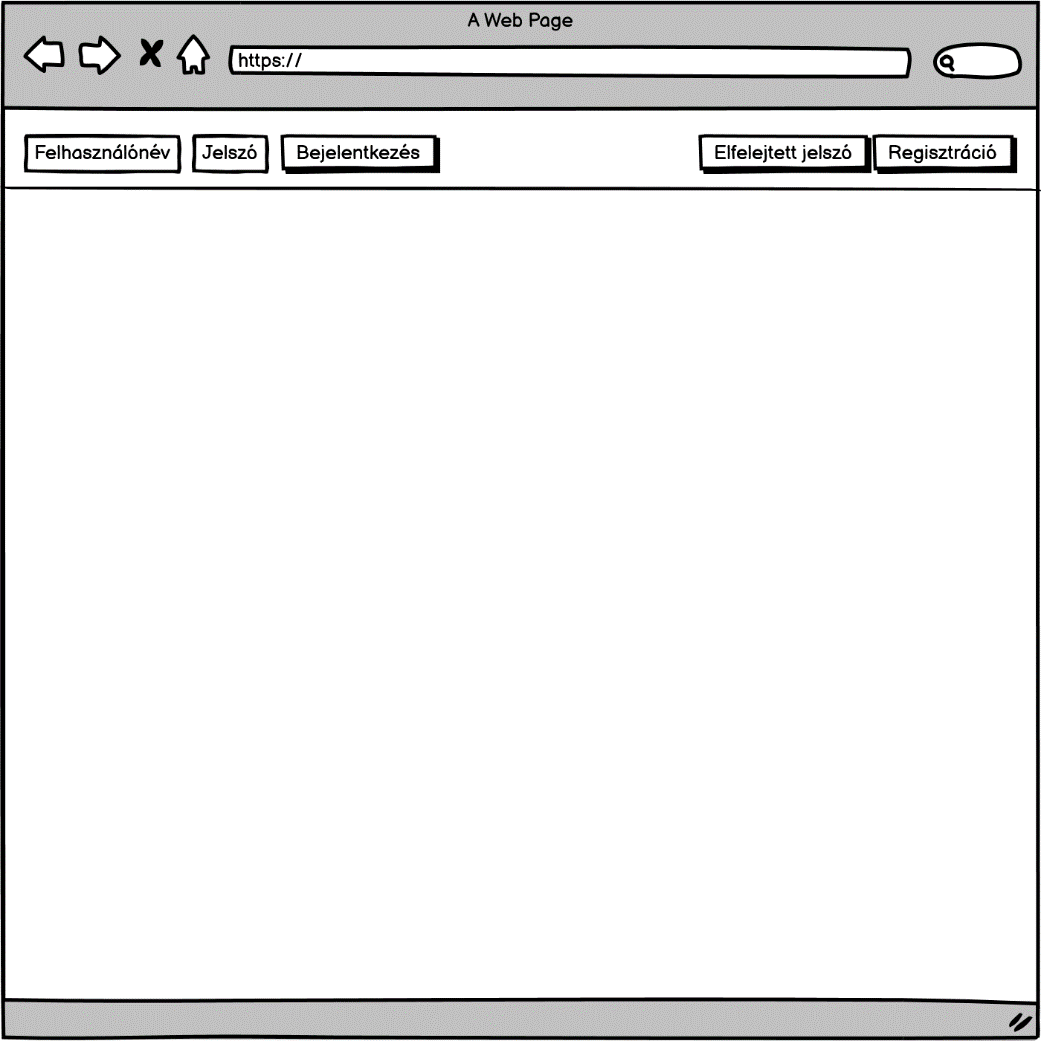 A Web Page
https://
Felhasználónév Jelszó Bejelentkezés Elfelejtett jelszó Regisztráció